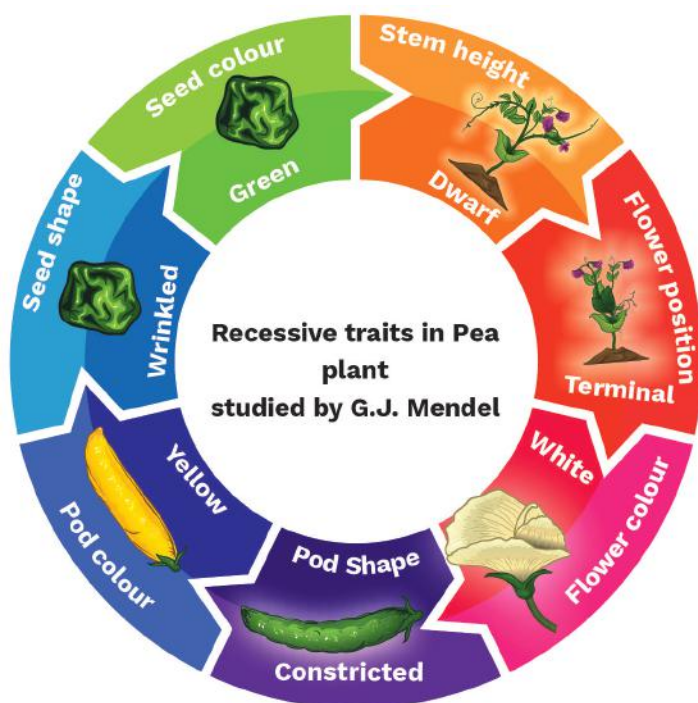 Recessive traits in Pea
plant
studied by G.J. Mendel
Stem height
Dwarf
Flower position
Terminal
Flower colour
White
Pod Shape
Constricted
Pod colour
Yellow
Seed shape
Wrinkled
Seed colour
Green